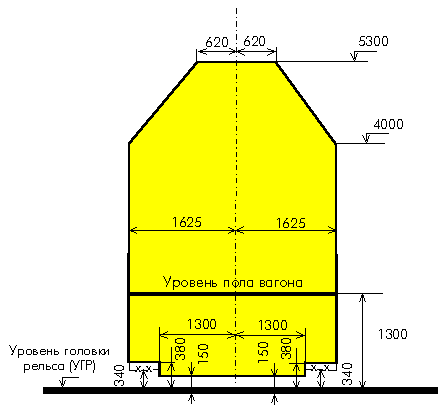 620 620
5300
4000
1625 1625
Уровень пола вагона
1300 1300
1300
380 150 150 380
Уровень головки
рельса (УГР)
340 340
x x x x